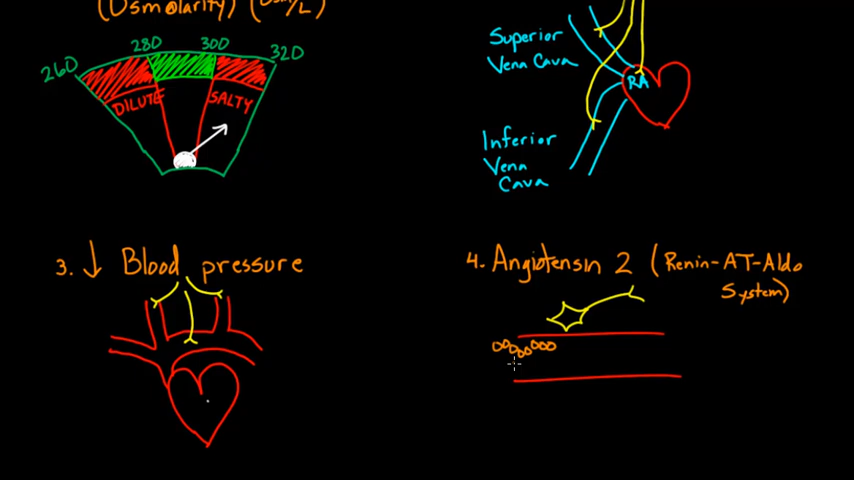 (Osmolarity) (Osm/L)
260
280
300
320
DILUTE
SALTY
Superior
Vena Cava
RA
Inferior
Vena
Cava
3. ↓ Blood pressure
4. Angiotensin 2 (Renin-AT-Aldo
System)